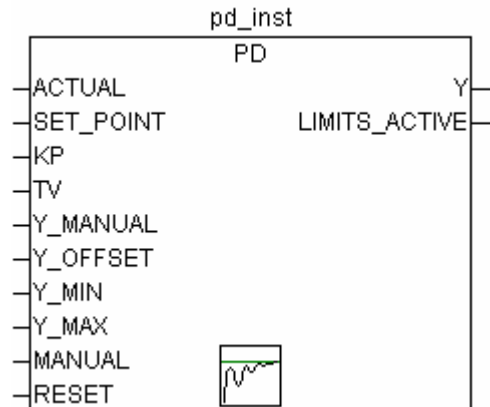 pd_inst
PD
ACTUAL Y
SET_POINT LIMITS_ACTIVE
KP
TV
Y_MANUAL
Y_OFFSET
Y_MIN
Y_MAX
MANUAL
RESET